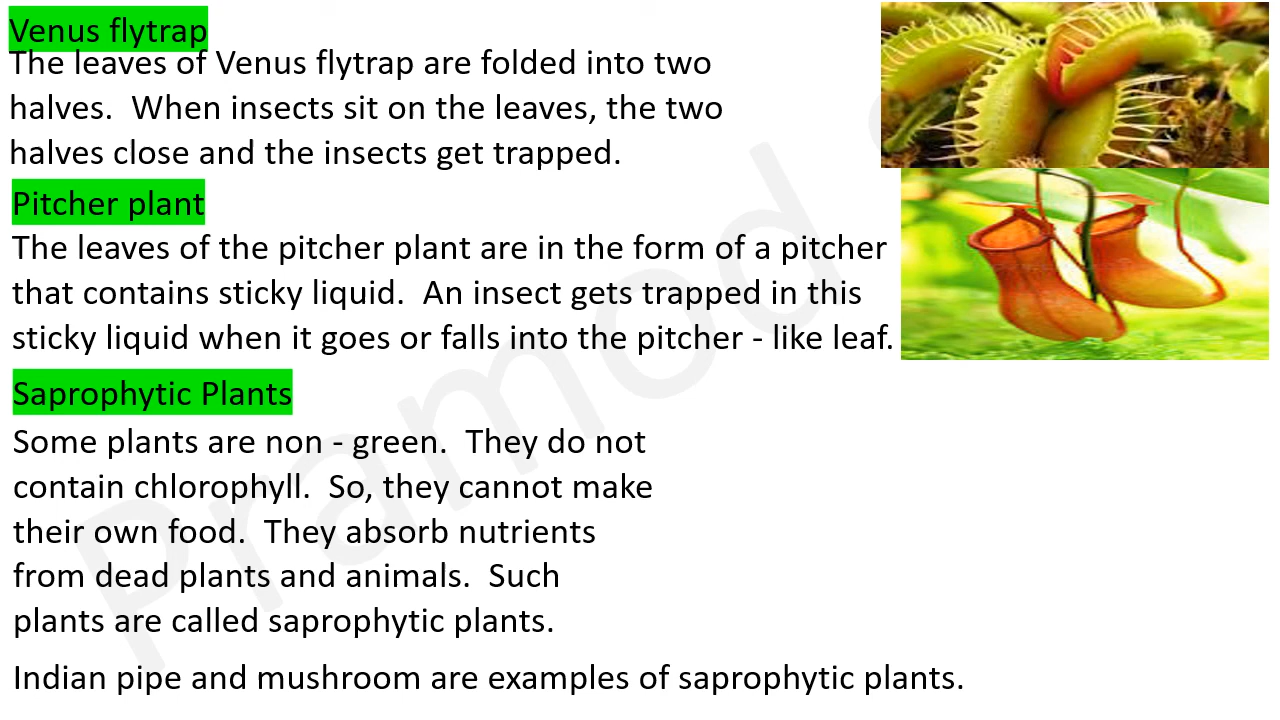 Venus flytrap
The leaves of Venus flytrap are folded into two
halves.  When insects sit on the leaves, the two
halves close and the insects get trapped.
Pitcher plant
The leaves of the pitcher plant are in the form of a pitcher
that contains sticky liquid.  An insect gets trapped in this
sticky liquid when it goes or falls into the pitcher - like leaf.
Saprophytic Plants
Some plants are non - green.  They do not
contain chlorophyll.  So, they cannot make
their own food.  They absorb nutrients
from dead plants and animals.  Such
plants are called saprophytic plants.
Indian pipe and mushroom are examples of saprophytic plants.
Pramod